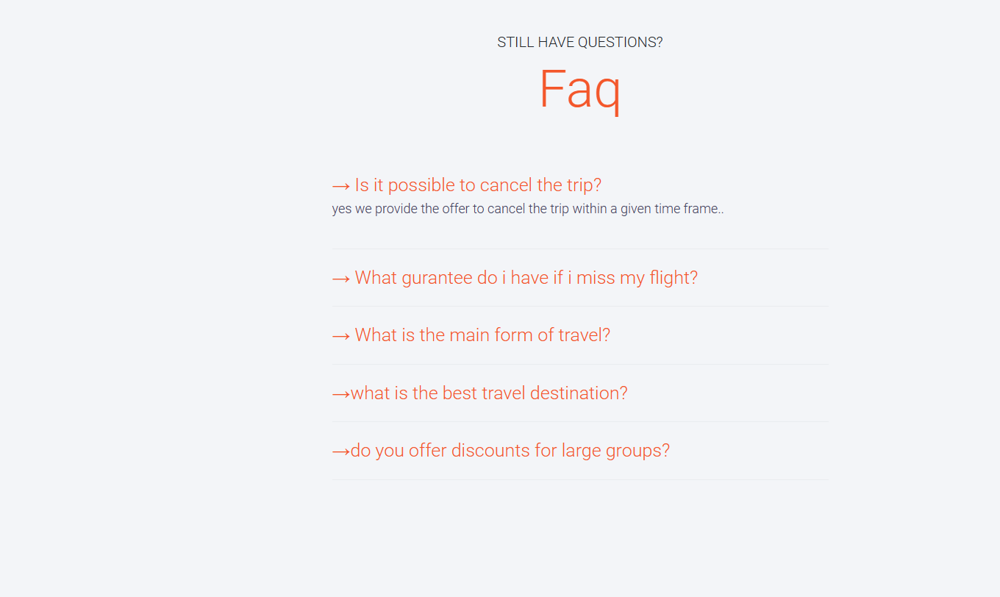 STILL HAVE QUESTIONS?
Faq
→ Is it possible to cancel the trip?
yes we provide the offer to cancel the trip within a given time frame..
→ What gurantee do i have if i miss my flight?
→ What is the main form of travel?
→what is the best travel destination?
→do you offer discounts for large groups?